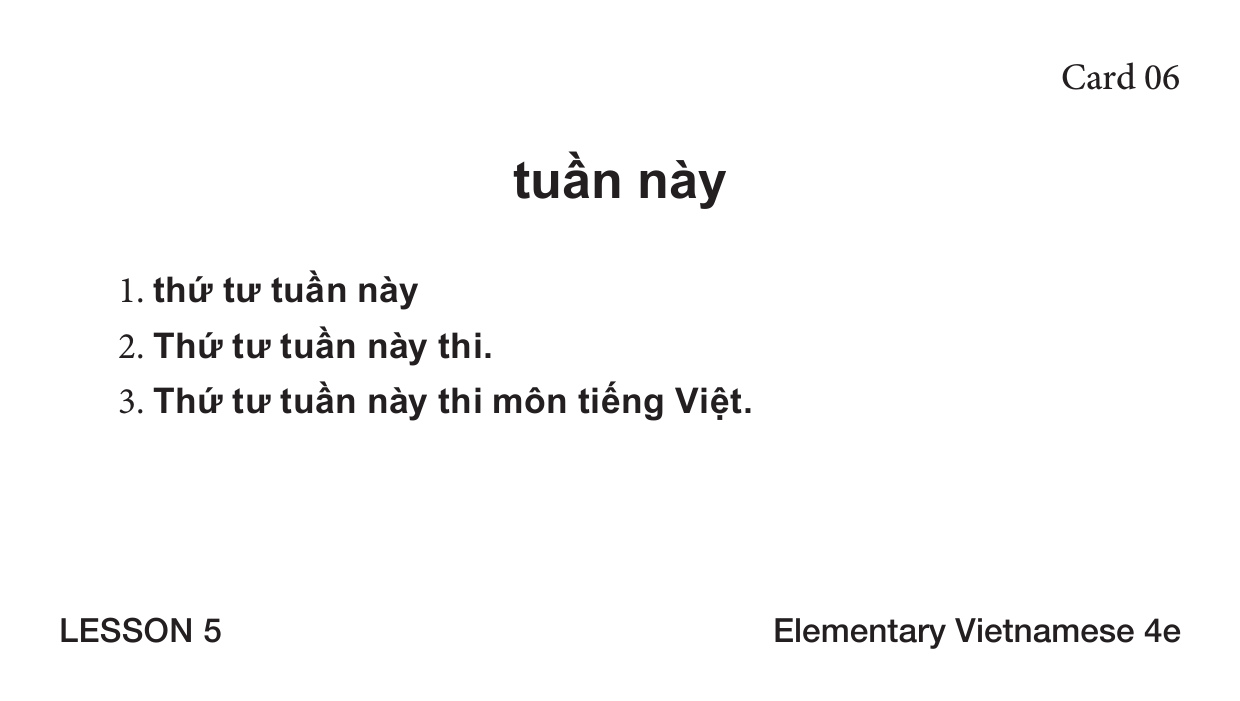 Card 06
tuần này
1. thứ tư tuần này
2. Thứ tư tuần này thi.
3. Thứ tư tuần này thi môn tiếng Việt.
LESSON 5
Elementary Vietnamese 4e